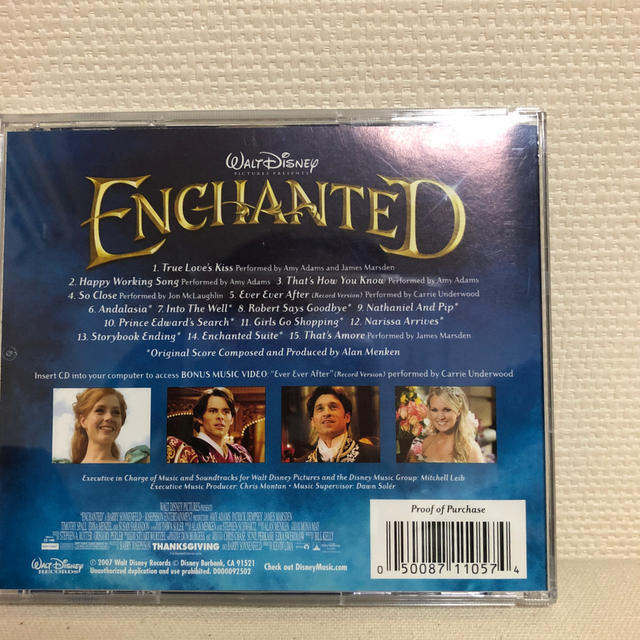 WALT DISNEY
PICTURES PRESENTS
ENCHANTED
1. True Love's Kiss Performed by Amy Adams and James Marsden
2. Happy Working Song Performed by Amy Adams 3. That's How You Know Performed by Amy Adams
4. So Close Performed by Jon McLaughlin 5. Ever Ever After (Record Version) Performed by Carrie Underwood
6. Andalasia* 7. Into The Well* 8. Robert Says Goodbye* 9. Nathaniel And Pip*
10. Prince Edward's Search* 11. Girls Go Shopping* 12. Narissa Arrives*
13. Storybook Ending* 14. Enchanted Suite* 15. That's Amore Performed by James Marsden
*Original Score Composed and Produced by Alan Menken
Insert CD into your computer to access BONUS MUSIC VIDEO: "Ever Ever After" (Record Version) performed by Carrie Underwood
Executive in Charge of Music and Soundtracks for Walt Disney Pictures and the Disney Music Group: Mitchell Leib
Executive Music Producer: Chris Montan • Music Supervisor: Dawn Solér
WALT DISNEY PICTURES PRESENTS
THANKSGIVING
WALT DISNEY RECORDS
© 2007 Walt Disney Records © Disney Burbank, CA 91521
Unauthorized duplication and use is prohibited. D000092502
Check out DisneyMusic.com
Proof of Purchase
0 50087 11057 4